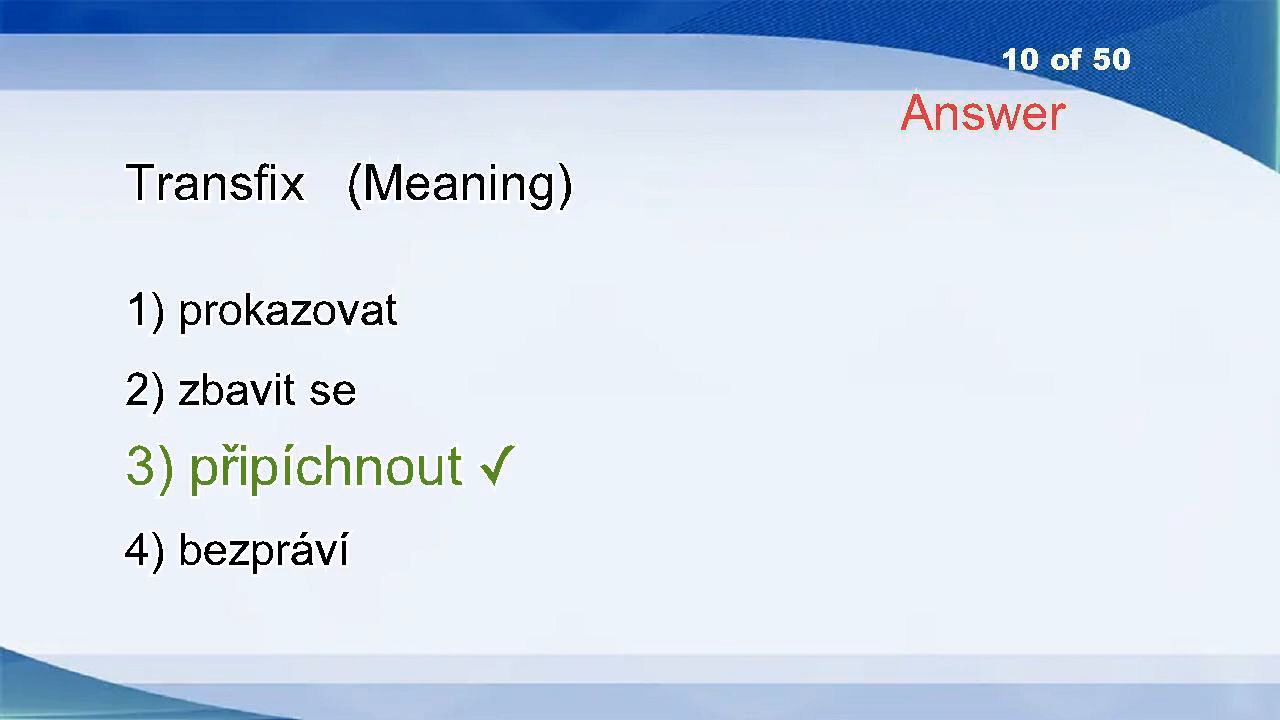 10 of 50
Answer
Transfix (Meaning)
1) prokazovat
2) zbavit se
3) připíchnout ✓
4) bezpráví